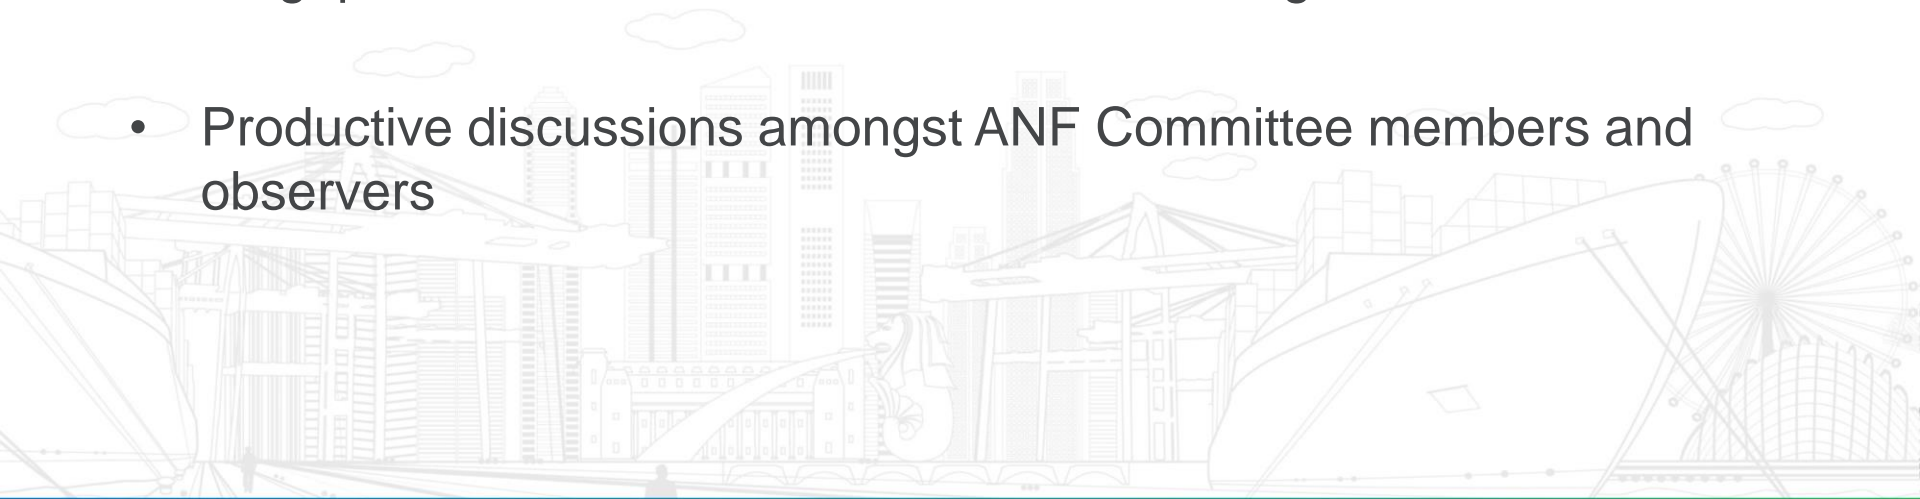 • Productive discussions amongst ANF Committee members and
observers